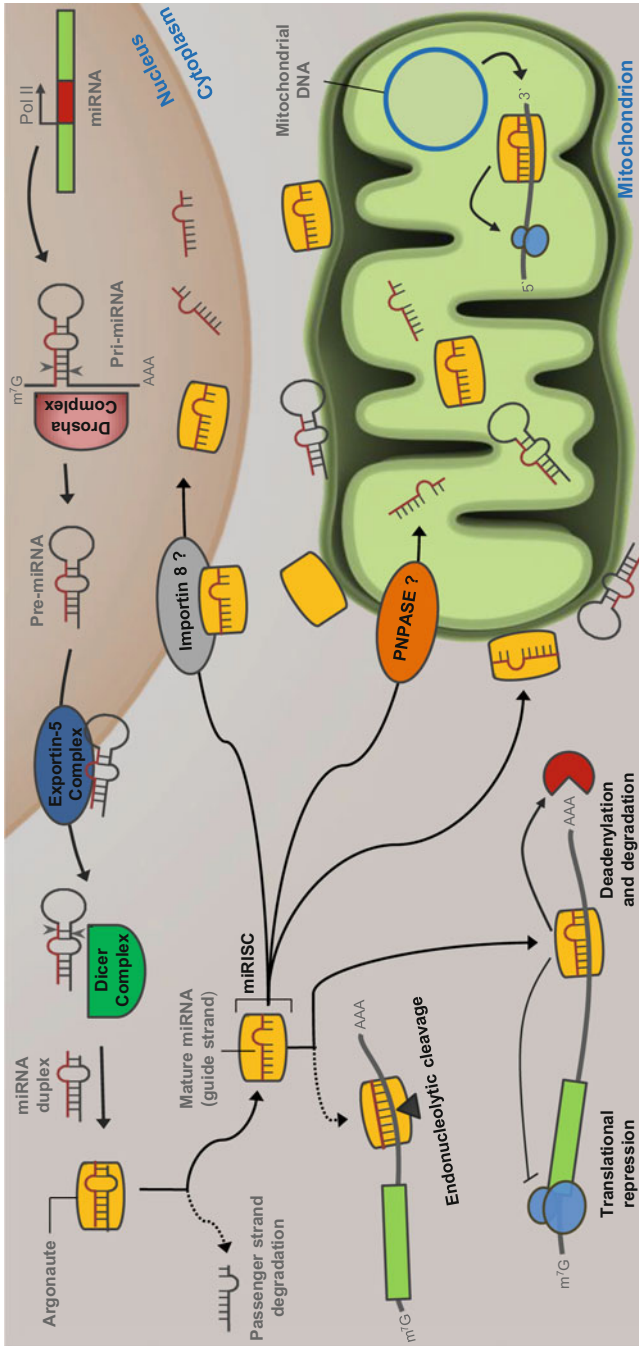 Pol II
miRNA
Nucleus
Cytoplasm
m⁷G
Pri-miRNA
AAA
Drosha
Complex
Pre-miRNA
Exportin-5
Complex
Dicer
Complex
miRNA
duplex
Argonaute
Passenger strand
degradation
Mature miRNA
(guide strand)
miRISC
Importin 8 ?
PNPASE ?
Mitochondrial
DNA
3`
5`
Mitochondrion
AAA
Endonucleolytic cleavage
m⁷G
AAA
Deadenylation
and degradation
Translational
repression
m⁷G